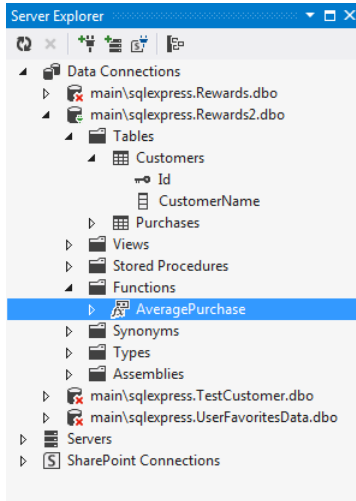 Server Explorer
Data Connections
main\sqlexpress.Rewards.dbo
main\sqlexpress.Rewards2.dbo
Tables
Customers
Id
CustomerName
Purchases
Views
Stored Procedures
Functions
AveragePurchase
Synonyms
Types
Assemblies
main\sqlexpress.TestCustomer.dbo
main\sqlexpress.UserFavoritesData.dbo
Servers
SharePoint Connections